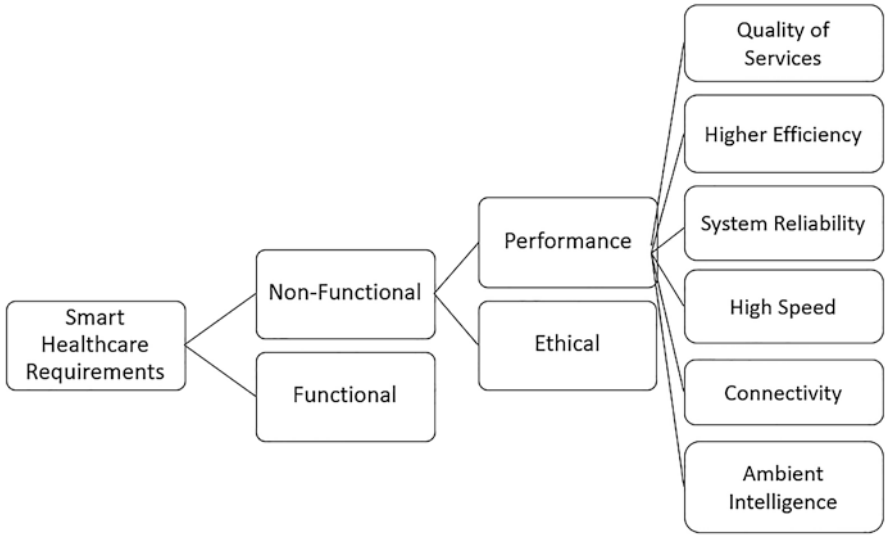 Smart
Healthcare
Requirements
Non-Functional
Functional
Performance
Ethical
Quality of
Services
Higher Efficiency
System Reliability
High Speed
Connectivity
Ambient
Intelligence